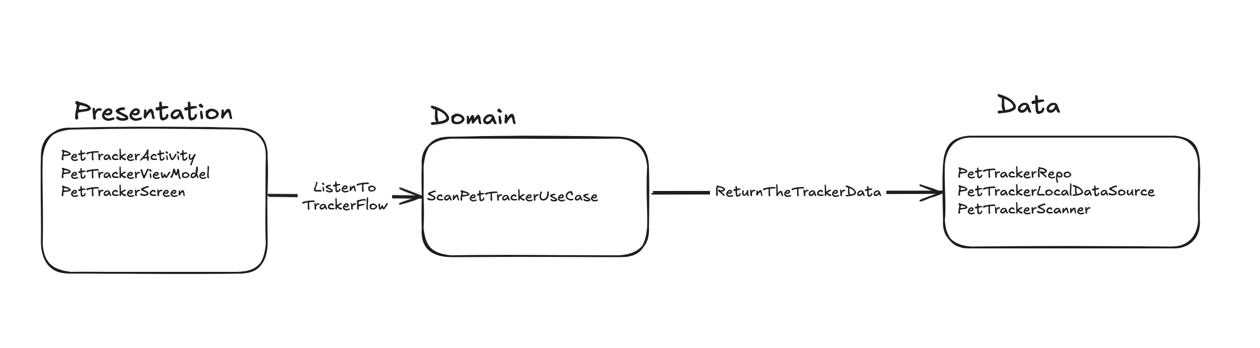 Presentation
PetTrackerActivity
PetTrackerViewModel
PetTrackerScreen
ListenTo
TrackerFlow
Domain
ScanPetTrackerUseCase
ReturnTheTrackerData
Data
PetTrackerRepo
PetTrackerLocalDataSource
PetTrackerScanner